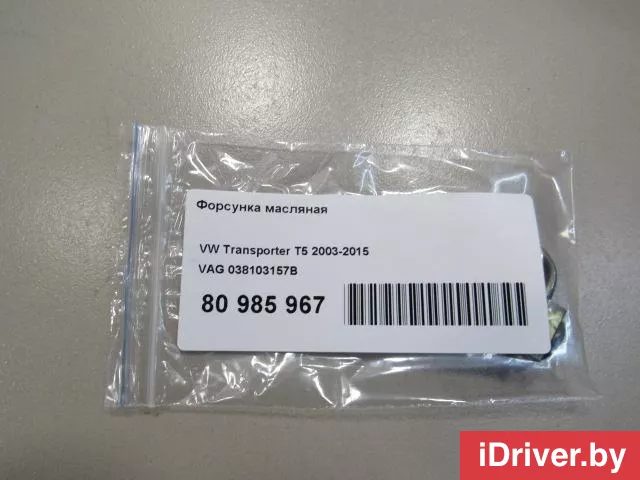 Форсунка масляная
VW Transporter T5 2003-2015
VAG 038103157B
80 985 967
iDriver.by